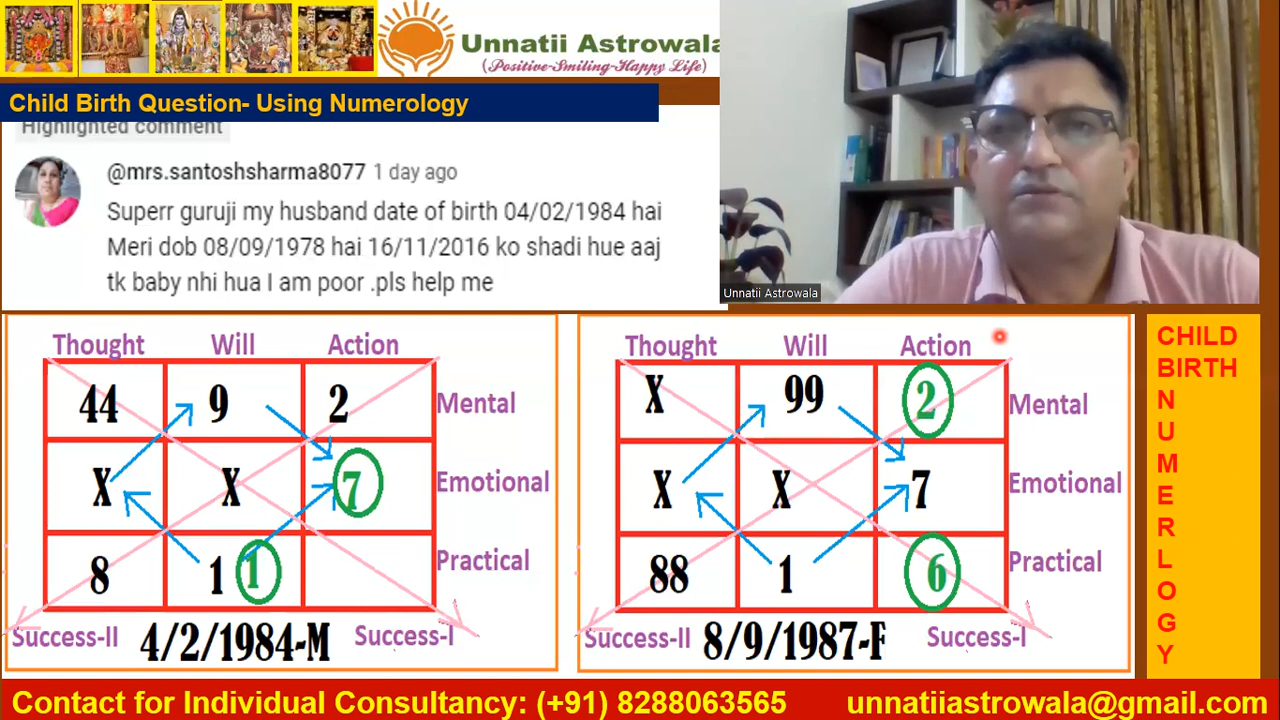 Unnatii Astrowala
(Positive-Smiling-Happy Life)
Child Birth Question- Using Numerology
Highlighted comment
@mrs.santoshsharma8077 1 day ago
Superr guruji my husband date of birth 04/02/1984 hai
Meri dob 08/09/1978 hai 16/11/2016 ko shadi hue aaj
tk baby nhi hua I am poor .pls help me
Unnatii Astrowala
Thought Will Action
44 9 2 Mental
X X 7 Emotional
8 1 1 Practical
Success-II 4/2/1984-M Success-I
Thought Will Action
X 99 2 Mental
X X 7 Emotional
88 1 6 Practical
Success-II 8/9/1987-F Success-I
CHILD
BIRTH
N
U
M
E
R
L
O
G
Y
Contact for Individual Consultancy: (+91) 8288063565 unnatiiastrowala@gmail.com